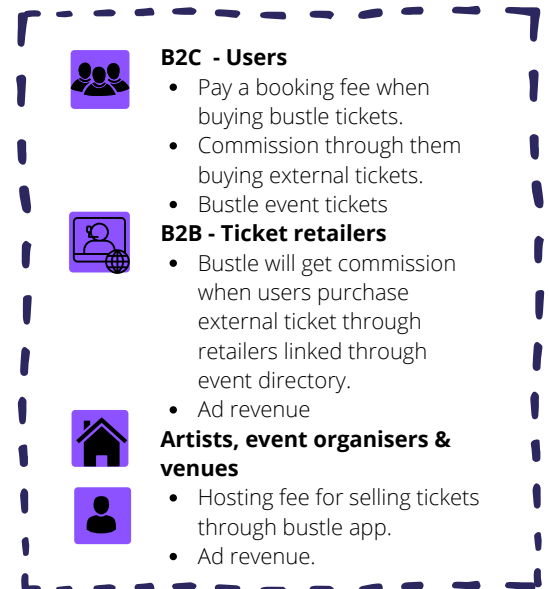 B2C  - Users
• Pay a booking fee when
buying bustle tickets.
• Commission through them
buying external tickets.
• Bustle event tickets
B2B - Ticket retailers
• Bustle will get commission
when users purchase
external ticket through
retailers linked through
event directory.
• Ad revenue
Artists, event organisers &
venues
• Hosting fee for selling tickets
through bustle app.
• Ad revenue.